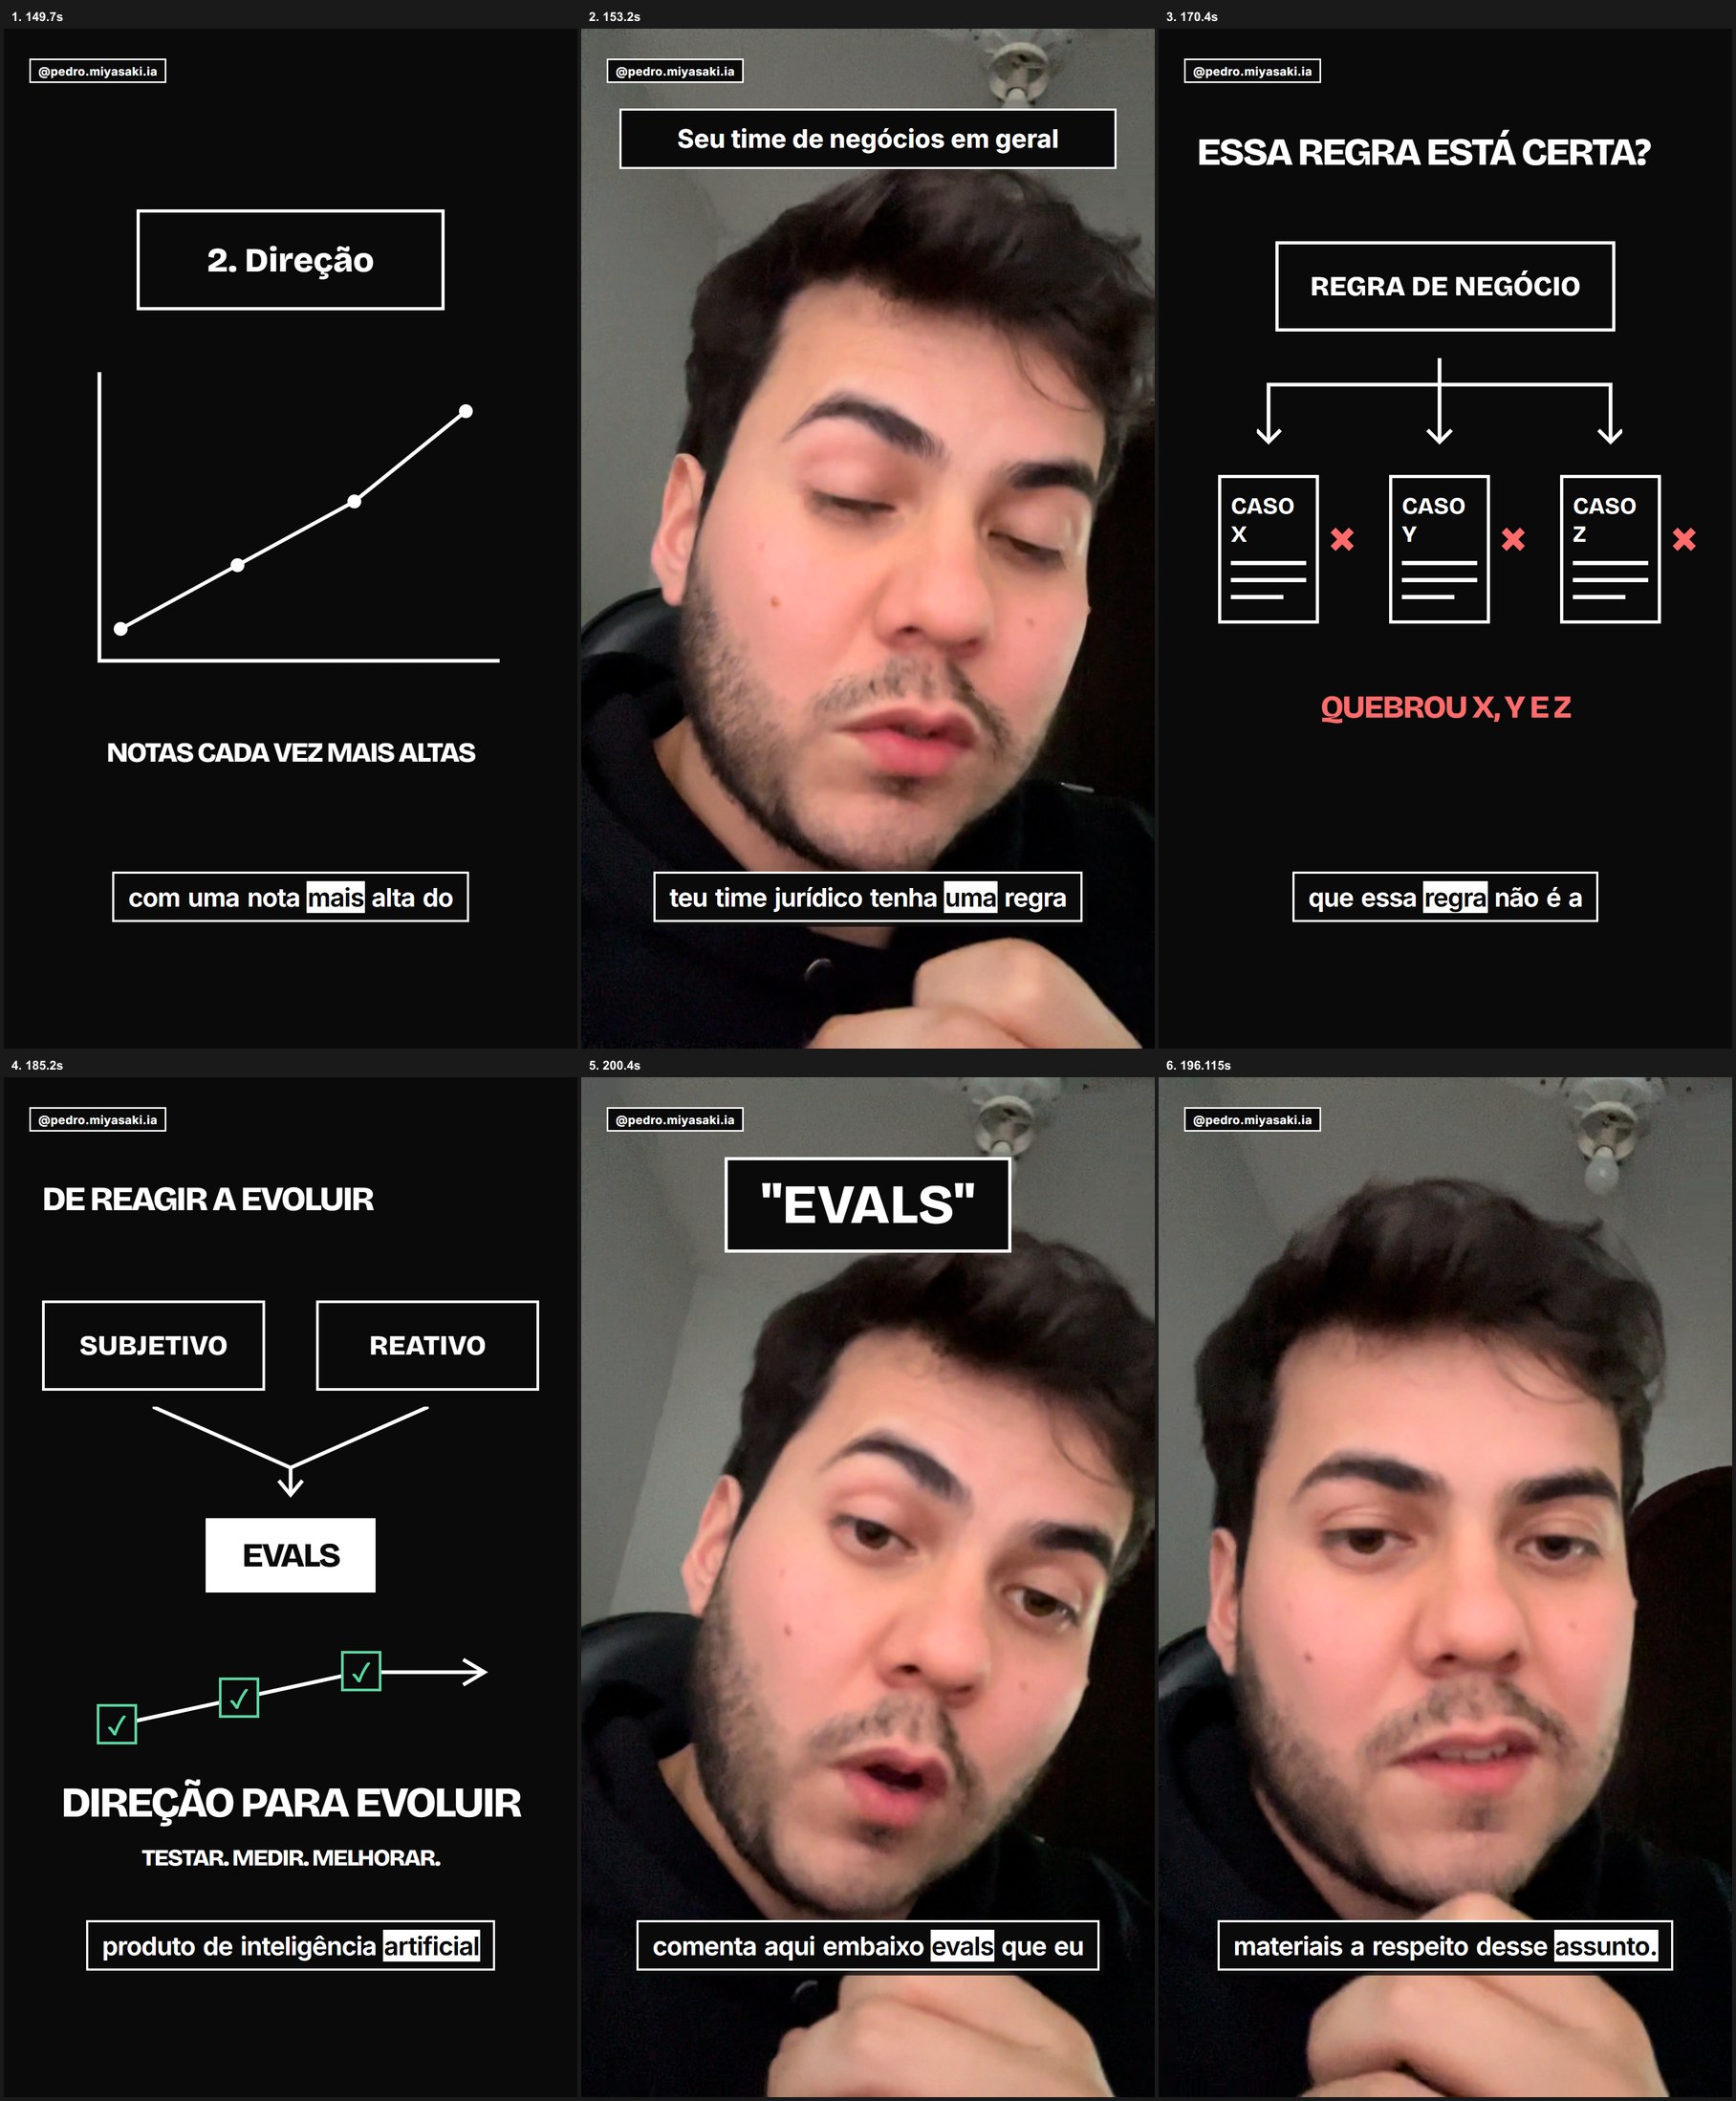 1. 149.7s
@pedro.miyasaki.ia
2. Direção
NOTAS CADA VEZ MAIS ALTAS
com uma nota mais alta do
2. 153.2s
@pedro.miyasaki.ia
Seu time de negócios em geral
teu time jurídico tenha uma regra
3. 170.4s
@pedro.miyasaki.ia
ESSA REGRA ESTÁ CERTA?
REGRA DE NEGÓCIO
CASO
X
CASO
Y
CASO
Z
QUEBROU X, Y E Z
que essa regra não é a
4. 185.2s
@pedro.miyasaki.ia
DE REAGIR A EVOLUIR
SUBJETIVO
REATIVO
EVALS
DIREÇÃO PARA EVOLUIR
TESTAR. MEDIR. MELHORAR.
produto de inteligência artificial
5. 200.4s
@pedro.miyasaki.ia
"EVALS"
comenta aqui embaixo evals que eu
6. 196.115s
@pedro.miyasaki.ia
materiais a respeito desse assunto.